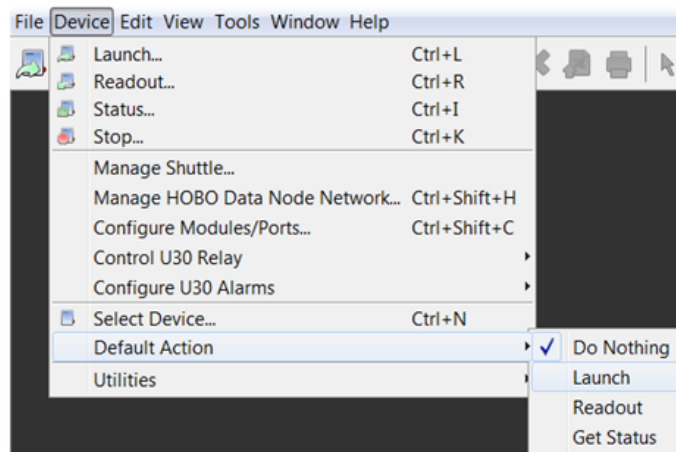 File Device Edit View Tools Window Help
Launch... Ctrl+L
Readout... Ctrl+R
Status... Ctrl+I
Stop... Ctrl+K
Manage Shuttle...
Manage HOBO Data Node Network... Ctrl+Shift+H
Configure Modules/Ports... Ctrl+Shift+C
Control U30 Relay
Configure U30 Alarms
Select Device... Ctrl+N
Default Action
Utilities
Do Nothing
Launch
Readout
Get Status